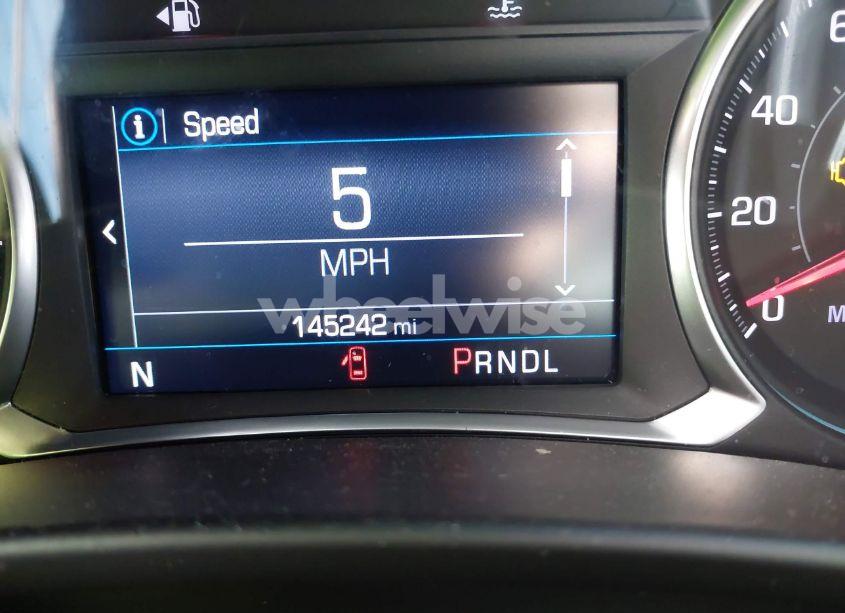 Speed
5
MPH
wheelwise
145242 mi
N
PRNDL
40
20
0